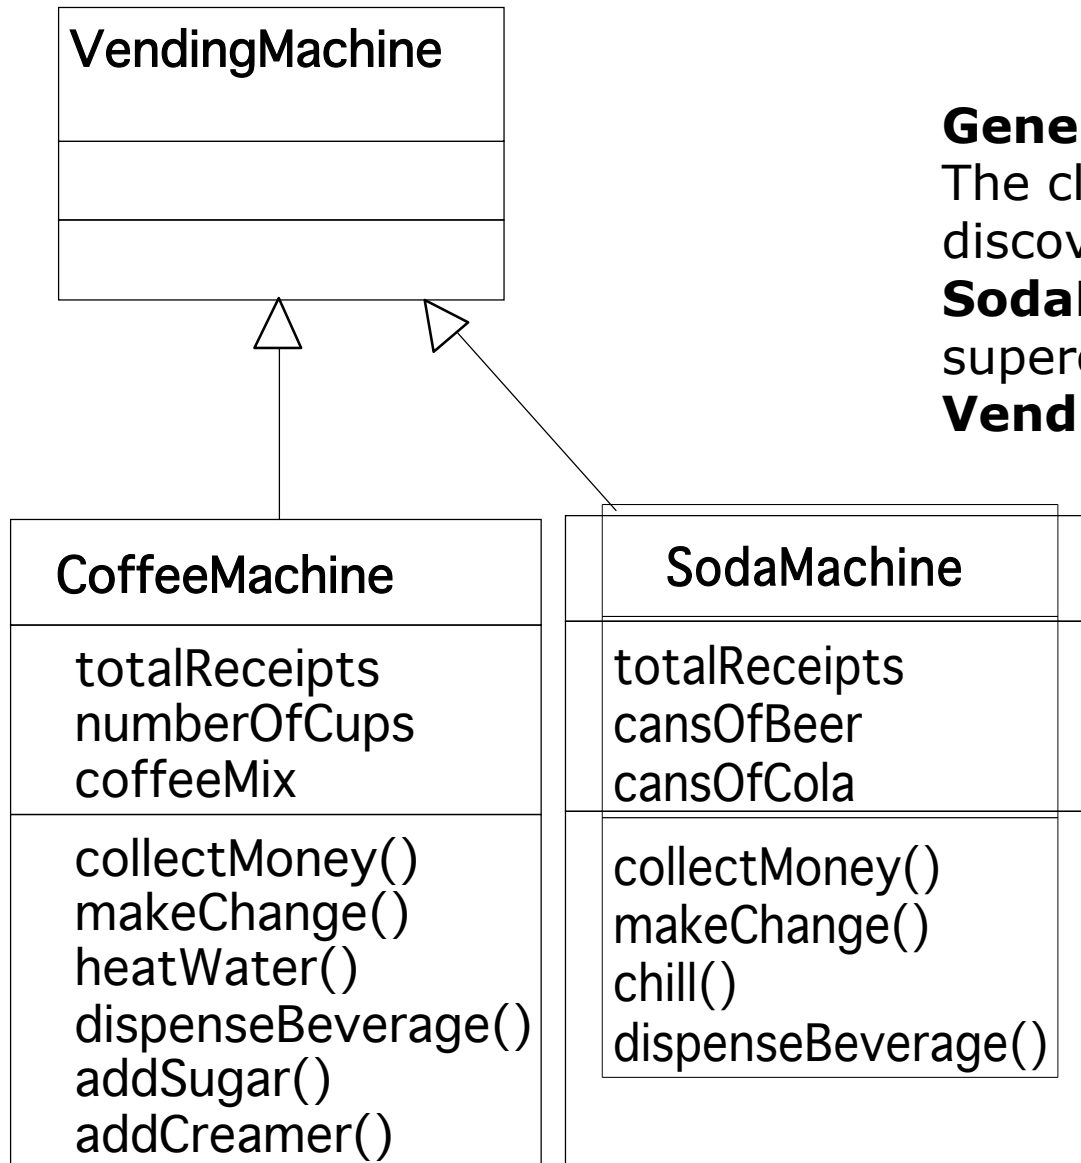 VendingMachine
Gene
The cl
discov
Soda
super
Vend
CoffeeMachine
totalReceipts
numberOfCups
coffeeMix
collectMoney()
makeChange()
heatWater()
dispenseBeverage()
addSugar()
addCreamer()
SodaMachine
totalReceipts
cansOfBeer
cansOfCola
collectMoney()
makeChange()
chill()
dispenseBeverage()